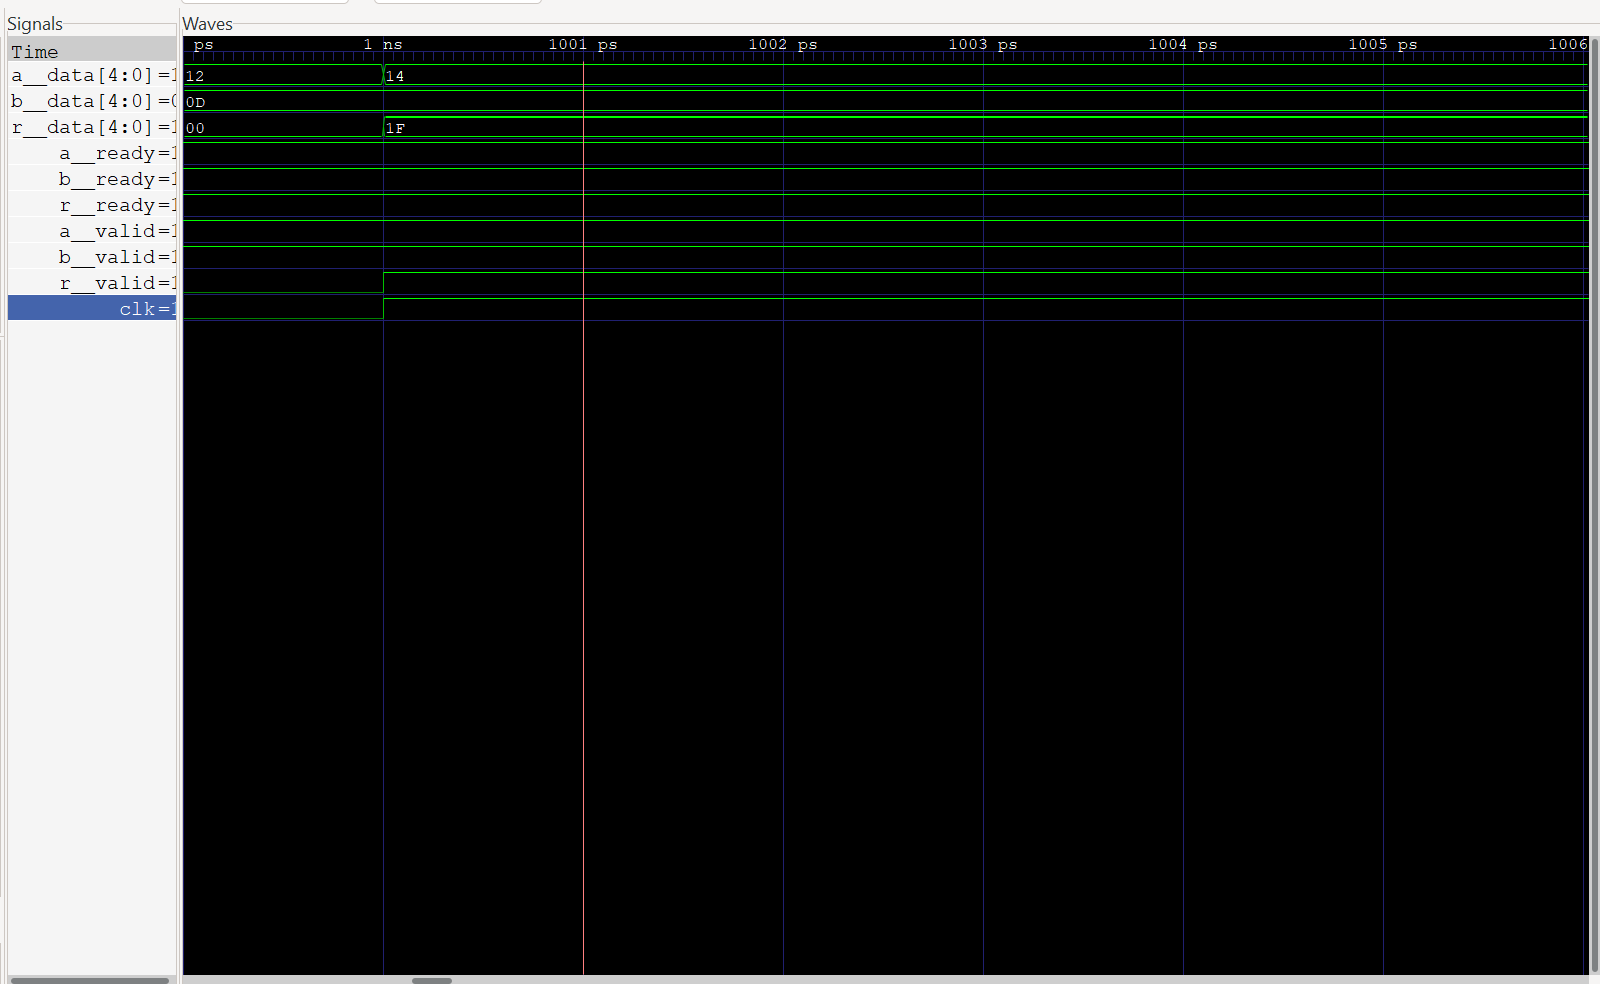 Signals
Waves
Time
ps 1 ns 1001 ps 1002 ps 1003 ps 1004 ps 1005 ps 1006
a__data[4:0]=1 12 14
b__data[4:0]=0 0D
r__data[4:0]=1 00 1F
a__ready=1
b__ready=1
r__ready=1
a__valid=1
b__valid=1
r__valid=1
clk=1